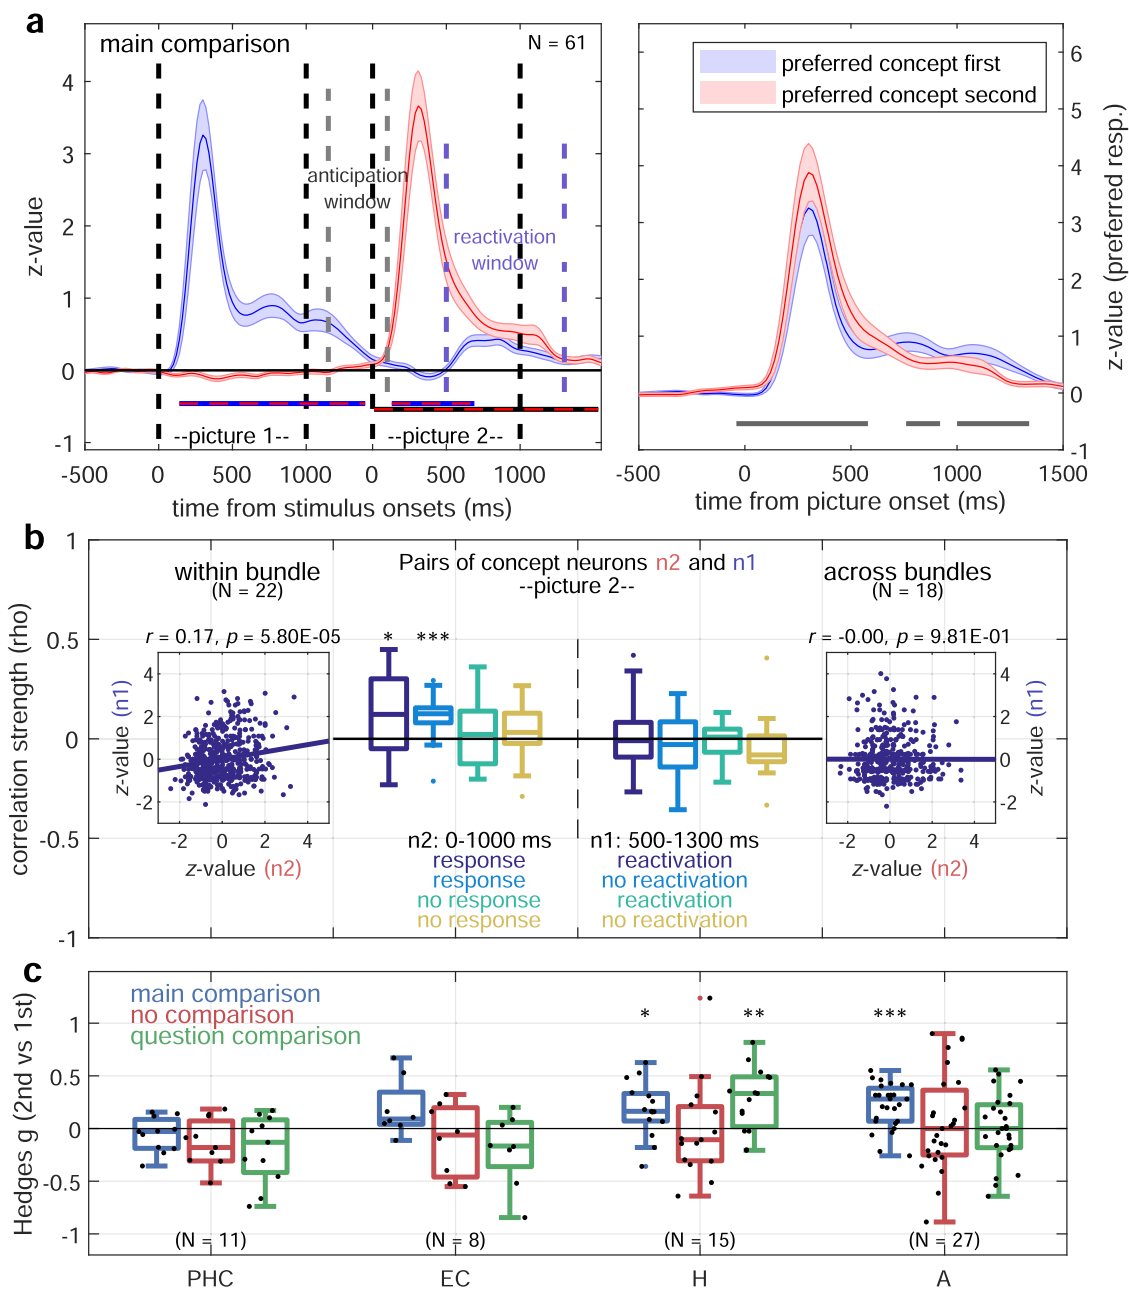 a
main comparison
N = 61
z-value
4
3
2
1
0
-1
anticipation
window
reactivation
window
--picture 1--
--picture 2--
-500 0 500 1000 0 500 1000
time from stimulus onsets (ms)
preferred concept first
preferred concept second
6
5
4
3
2
1
0
-1
z-value (preferred resp.)
-500 0 500 1000 1500
time from picture onset (ms)
b
correlation strength (rho)
1
0.5
0
-0.5
-1
Pairs of concept neurons n2 and n1
--picture 2--
within bundle
(N = 22)
r = 0.17, p = 5.80E-05
z-value (n1)
4
2
0
-2
-2 0 2 4
z-value (n2)
* ***
n2: 0-1000 ms
response
response
no response
no response
n1: 500-1300 ms
reactivation
no reactivation
reactivation
no reactivation
across bundles
(N = 18)
r = -0.00, p = 9.81E-01
4
2
0
-2
z-value (n1)
-2 0 2 4
z-value (n2)
c
Hedges g (2nd vs 1st)
1
0.5
0
-0.5
-1
main comparison
no comparison
question comparison
* ** ***
(N = 11) (N = 8) (N = 15) (N = 27)
PHC EC H A